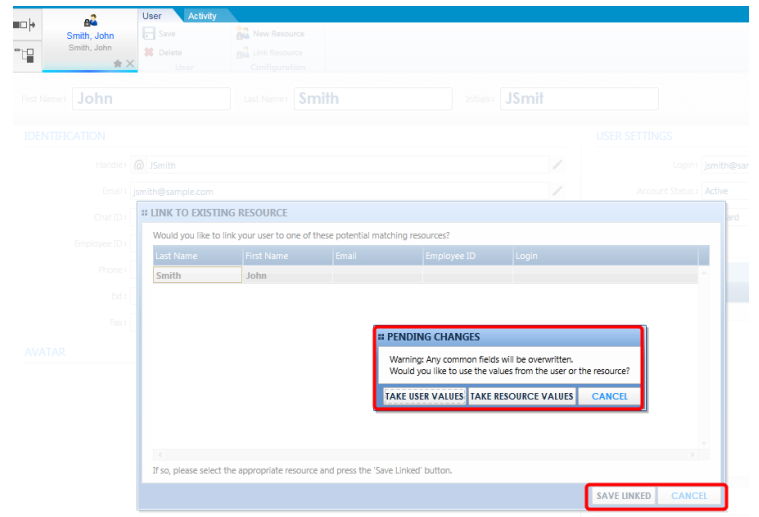 User Activity
Smith, John
Smith, John
Save
Delete
User
New Resource
Link Resource
Configuration
First Name: John Last Name: Smith Initials: JSmit
IDENTIFICATION USER SETTINGS
Handle: JSmith Login: jsmith@sar
Email: jsmith@sample.com Account Status: Active
Chat ID:
Employee ID:
Phone:
Fax:
AVATAR
LINK TO EXISTING RESOURCE
Would you like to link your user to one of these potential matching resources?
Last Name First Name Email Employee ID Login
Smith John
PENDING CHANGES
Warning: Any common fields will be overwritten.
Would you like to use the values from the user or the resource?
TAKE USER VALUES TAKE RESOURCE VALUES CANCEL
If so, please select the appropriate resource and press the 'Save Linked' button.
SAVE LINKED CANCEL